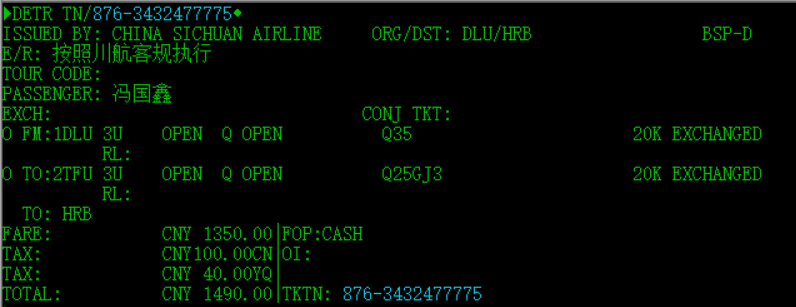 ▶DETR TN/876-3432477775◆
ISSUED BY: CHINA SICHUAN AIRLINE ORG/DST: DLU/HRB BSP-D
E/R: 按照川航客规执行
TOUR CODE:
PASSENGER: 冯国鑫
EXCH: CONJ TKT:
O FM:1DLU 3U OPEN Q OPEN Q35 20K EXCHANGED
RL:
O TO:2TFU 3U OPEN Q OPEN Q25GJ3 20K EXCHANGED
RL:
TO: HRB
FARE: CNY 1350.00|FOP:CASH
TAX: CNY100.00CN|OI:
TAX: CNY 40.00YQ|
TOTAL: CNY 1490.00|TKTN: 876-3432477775